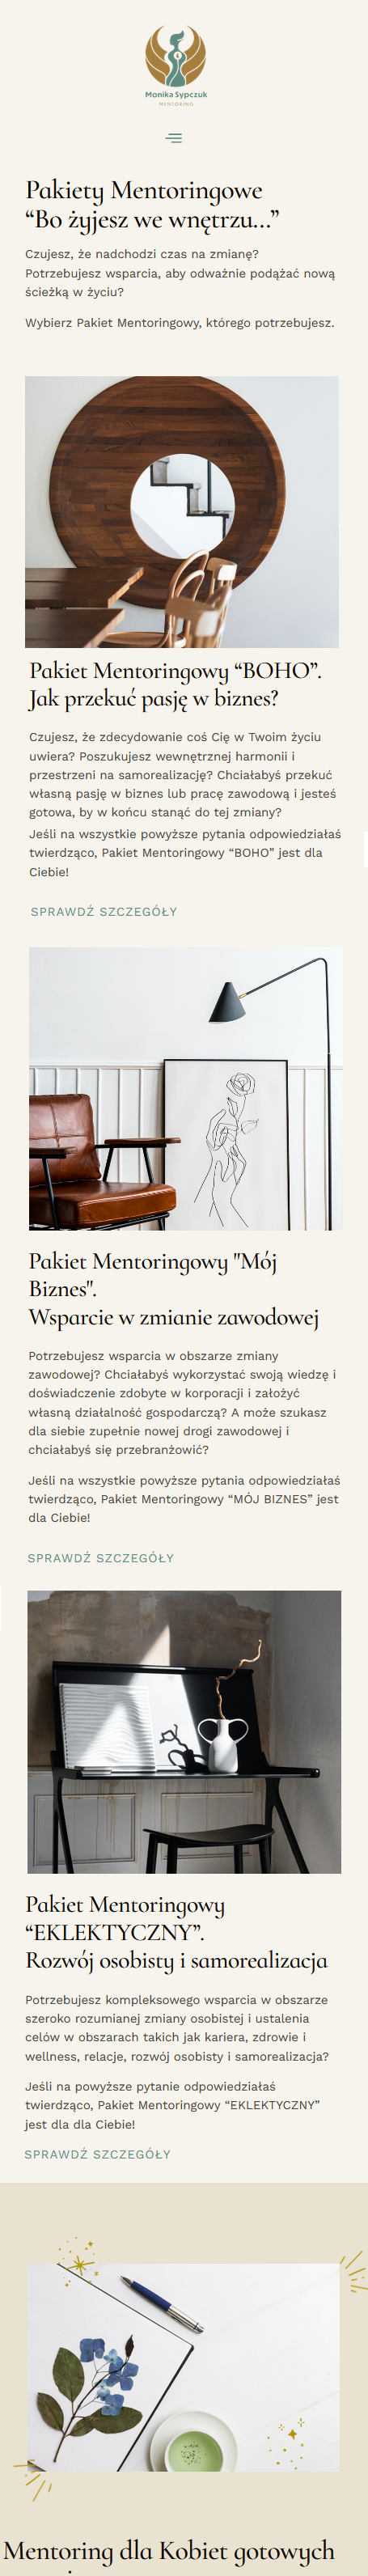 Monika Sypczuk
MENTORING
Pakiety Mentoringowe
“Bo żyjesz we wnętrzu...”
Czujesz, że nadchodzi czas na zmianę?
Potrzebujesz wsparcia, aby odważnie podążać nową
ścieżką w życiu?
Wybierz Pakiet Mentoringowy, którego potrzebujesz.
Pakiet Mentoringowy “BOHO”.
Jak przekuć pasję w biznes?
Czujesz, że zdecydowanie coś Cię w Twoim życiu
uwiera? Poszukujesz wewnętrznej harmonii i
przestrzeni na samorealizację? Chciałabyś przekuć
własną pasję w biznes lub pracę zawodową i jesteś
gotowa, by w końcu stanąć do tej zmiany?
Jeśli na wszystkie powyższe pytania odpowiedziałaś
twierdząco, Pakiet Mentoringowy “BOHO” jest dla
Ciebie!
SPRAWDŹ SZCZEGÓŁY
Pakiet Mentoringowy "Mój
Biznes".
Wsparcie w zmianie zawodowej
Potrzebujesz wsparcia w obszarze zmiany
zawodowej? Chciałabyś wykorzystać swoją wiedzę i
doświadczenie zdobyte w korporacji i założyć
własną działalność gospodarczą? A może szukasz
dla siebie zupełnie nowej drogi zawodowej i
chciałabyś się przebranżowić?
Jeśli na wszystkie powyższe pytania odpowiedziałaś
twierdząco, Pakiet Mentoringowy “MÓJ BIZNES” jest
dla Ciebie!
SPRAWDŹ SZCZEGÓŁY
Pakiet Mentoringowy
“EKLEKTYCZNY”.
Rozwój osobisty i samorealizacja
Potrzebujesz kompleksowego wsparcia w obszarze
szeroko rozumianej zmiany osobistej i ustalenia
celów w obszarach takich jak kariera, zdrowie i
wellness, relacje, rozwój osobisty i samorealizacja?
Jeśli na powyższe pytanie odpowiedziałaś
twierdząco, Pakiet Mentoringowy “EKLEKTYCZNY”
jest dla dla Ciebie!
SPRAWDŹ SZCZEGÓŁY
Mentoring dla Kobiet gotowych